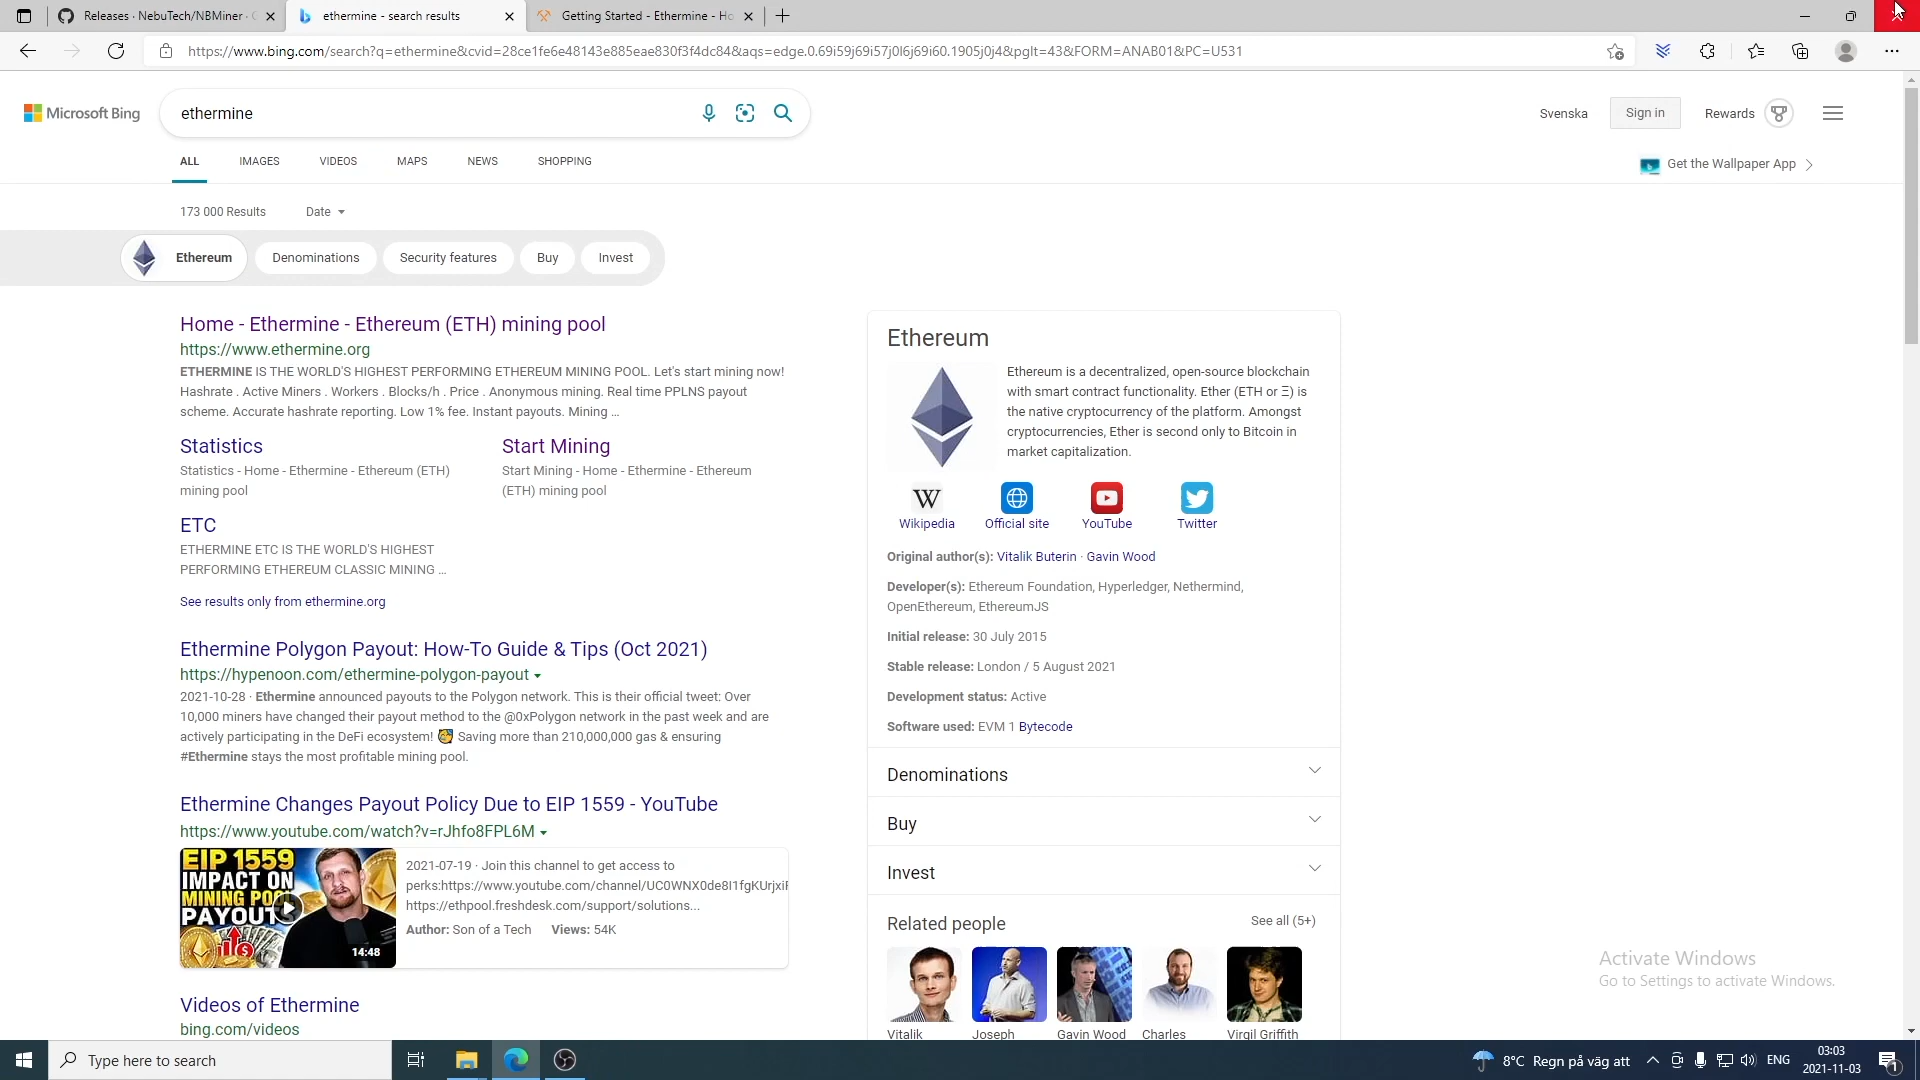 Releases · NebuTech/NBMiner ·
ethermine - search results
Getting Started - Ethermine - Ho
https://www.bing.com/search?q=ethermine&cvid=28ce1fe6e48143e885eae830f3f4dc84&aqs=edge.0.69i59j69i57j0l6j69i60.1905j0j4&pglt=43&FORM=ANAB01&PC=U531
Microsoft Bing
ethermine
Svenska
Sign in
Rewards
ALL
IMAGES
VIDEOS
MAPS
NEWS
SHOPPING
Get the Wallpaper App
173 000 Results
Date
Ethereum
Denominations
Security features
Buy
Invest
Home - Ethermine - Ethereum (ETH) mining pool
https://www.ethermine.org
ETHERMINE IS THE WORLD'S HIGHEST PERFORMING ETHEREUM MINING POOL. Let's start mining now!
Hashrate . Active Miners . Workers . Blocks/h . Price . Anonymous mining. Real time PPLNS payout
scheme. Accurate hashrate reporting. Low 1% fee. Instant payouts. Mining …
Statistics
Statistics - Home - Ethermine - Ethereum (ETH)
mining pool
Start Mining
Start Mining - Home - Ethermine - Ethereum
(ETH) mining pool
ETC
ETHERMINE ETC IS THE WORLD'S HIGHEST
PERFORMING ETHEREUM CLASSIC MINING …
See results only from ethermine.org
Ethermine Polygon Payout: How-To Guide & Tips (Oct 2021)
https://hypenoon.com/ethermine-polygon-payout
2021-10-28 · Ethermine announced payouts to the Polygon network. This is their official tweet: Over
10,000 miners have changed their payout method to the @0xPolygon network in the past week and are
actively participating in the DeFi ecosystem! 🥳 Saving more than 210,000,000 gas & ensuring
#Ethermine stays the most profitable mining pool.
Ethermine Changes Payout Policy Due to EIP 1559 - YouTube
https://www.youtube.com/watch?v=rJhfo8FPL6M
EIP 1559
IMPACT ON
MINING POOL
PAYOUT
14:48
2021-07-19 · Join this channel to get access to
perks:https://www.youtube.com/channel/UC0WNX0de8I1fgKUrjxiF
https://ethpool.freshdesk.com/support/solutions...
Author: Son of a Tech Views: 54K
Videos of Ethermine
bing.com/videos
Ethereum
Ethereum is a decentralized, open-source blockchain
with smart contract functionality. Ether (ETH or Ξ) is
the native cryptocurrency of the platform. Amongst
cryptocurrencies, Ether is second only to Bitcoin in
market capitalization.
W
Wikipedia
Official site
YouTube
Twitter
Original author(s): Vitalik Buterin · Gavin Wood
Developer(s): Ethereum Foundation, Hyperledger, Nethermind,
OpenEthereum, EthereumJS
Initial release: 30 July 2015
Stable release: London / 5 August 2021
Development status: Active
Software used: EVM 1 Bytecode
Denominations
Buy
Invest
Related people
See all (5+)
Vitalik
Joseph
Gavin Wood
Charles
Virgil Griffith
Activate Windows
Go to Settings to activate Windows.
Type here to search
8°C Regn på väg att
ENG
03:03
2021-11-03
1